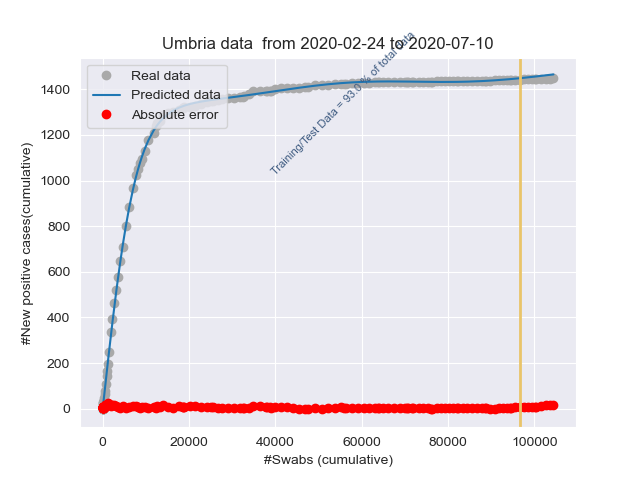 Umbria data  from 2020-02-24 to 2020-07-10
Real data
Predicted data
Absolute error
Training/Test Data = 93.0 % of total data
#New positive cases(cumulative)
1400
1200
1000
800
600
400
200
0
0 20000 40000 60000 80000 100000
#Swabs (cumulative)